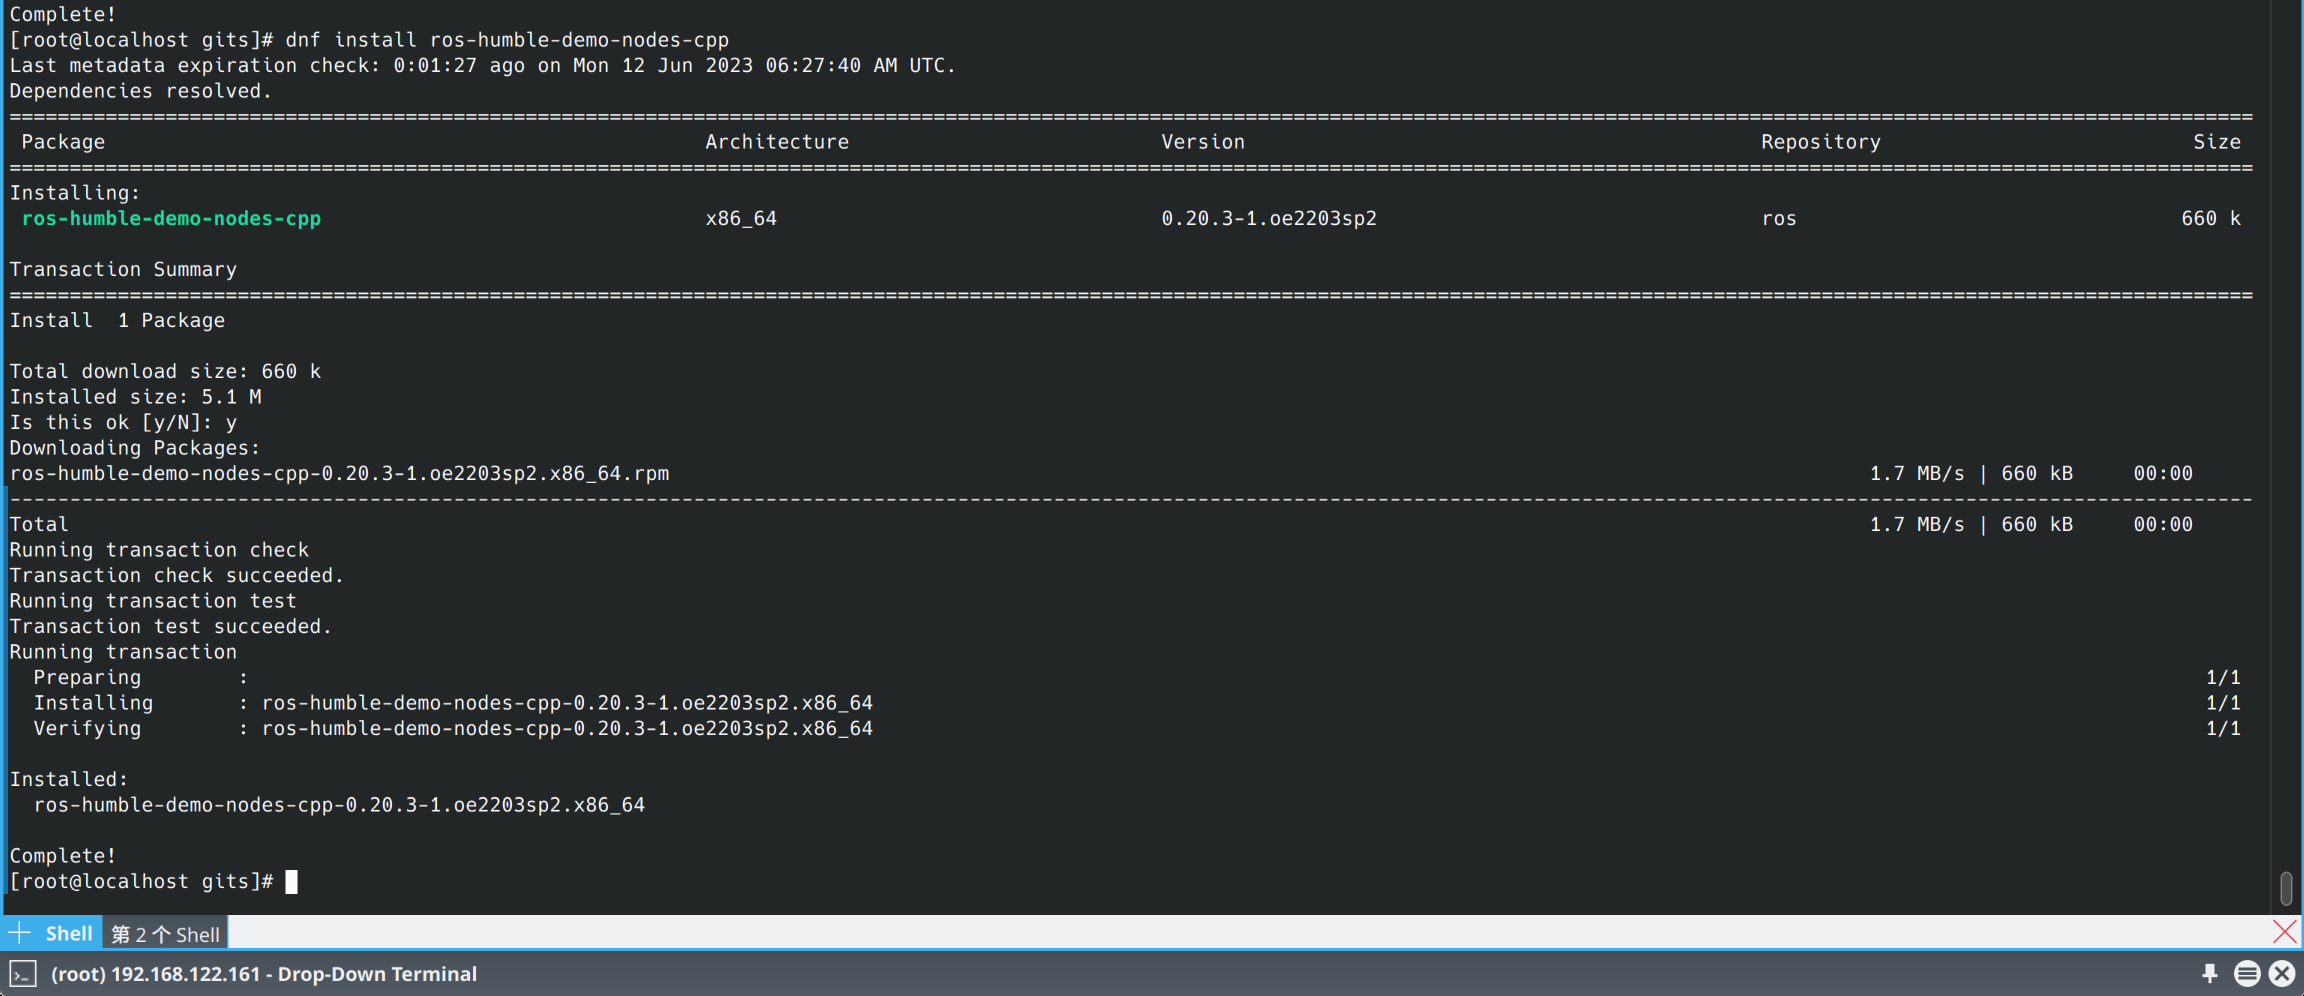 Complete!
[root@localhost gits]# dnf install ros-humble-demo-nodes-cpp
Last metadata expiration check: 0:01:27 ago on Mon 12 Jun 2023 06:27:40 AM UTC.
Dependencies resolved.
Package Architecture Version Repository Size
Installing:
ros-humble-demo-nodes-cpp x86_64 0.20.3-1.oe2203sp2 ros 660 k
Transaction Summary
Install 1 Package
Total download size: 660 k
Installed size: 5.1 M
Is this ok [y/N]: y
Downloading Packages:
ros-humble-demo-nodes-cpp-0.20.3-1.oe2203sp2.x86_64.rpm 1.7 MB/s | 660 kB 00:00
Total 1.7 MB/s | 660 kB 00:00
Running transaction check
Transaction check succeeded.
Running transaction test
Transaction test succeeded.
Running transaction
Preparing : 1/1
Installing : ros-humble-demo-nodes-cpp-0.20.3-1.oe2203sp2.x86_64 1/1
Verifying : ros-humble-demo-nodes-cpp-0.20.3-1.oe2203sp2.x86_64 1/1
Installed:
ros-humble-demo-nodes-cpp-0.20.3-1.oe2203sp2.x86_64
Complete!
[root@localhost gits]#
Shell 第 2 个 Shell
(root) 192.168.122.161 - Drop-Down Terminal